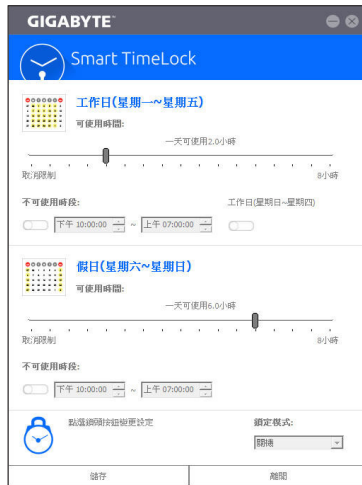 GIGABYTE™
Smart TimeLock
工作日(星期一~星期五)
可使用時間:
一天可使用2.0小時
取消限制 8小時
不可使用時段: 工作日(星期日~星期四)
下午 10:00:00 ~ 上午 07:00:00
假日(星期六~星期日)
可使用時間:
一天可使用6.0小時
取消限制 8小時
不可使用時段:
下午 10:00:00 ~ 上午 07:00:00
點選鎖頭按鈕變更設定 鎖定模式:
關機
儲存 離開